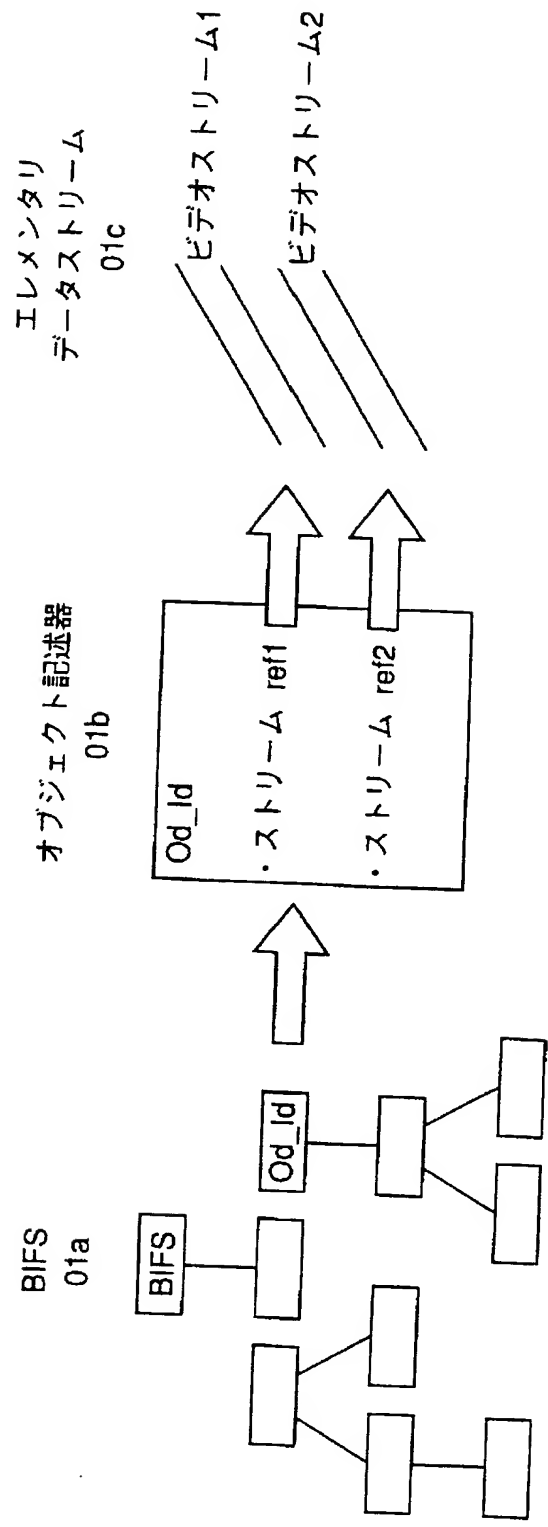 BIFS
01a
BIFS
Od_Id
オブジェクト記述器
01b
Od_Id
・ストリーム ref1
・ストリーム ref2
エレメンタリ
データストリーム
01c
ビデオストリーム1
ビデオストリーム2